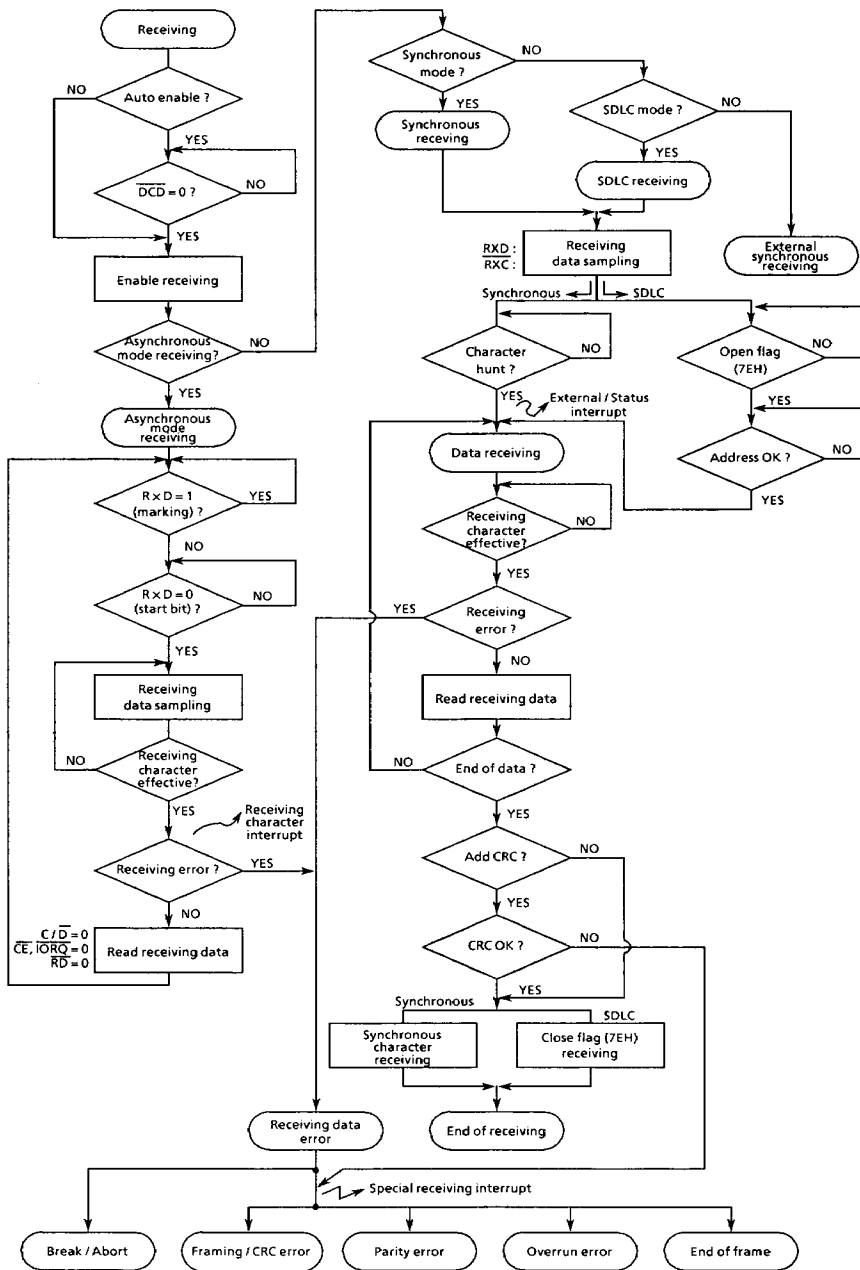 Receiving
NO
Auto enable ?
YES
DCD = 0 ?
NO
YES
Enable receiving
Asynchronous
mode receiving?
NO
YES
Asynchronous
mode
receiving
R×D = 1
(marking) ?
YES
NO
R×D = 0
(start bit) ?
NO
YES
Receiving
data sampling
NO
Receiving
character
effective?
YES
Receiving
character
interrupt
Receiving error ?
YES
NO
C / D = 0
CE, IORQ = 0
RD = 0
Read receiving data
Synchronous
mode ?
NO
YES
Synchronous
receving
SDLC mode ?
NO
YES
SDLC receiving
External
synchronous
receiving
RXD :
RXC :
Receiving
data sampling
Synchronous
SDLC
Character
hunt ?
NO
YES
External / Status
interrupt
Open flag
(7EH)
NO
YES
Address OK ?
NO
YES
Data receiving
Receiving
character
effective?
NO
YES
YES
Receiving
error ?
NO
Read receiving data
NO
End of data ?
YES
Add CRC ?
NO
YES
CRC OK ?
NO
YES
Synchronous
SDLC
Synchronous
character
receiving
Close flag (7EH)
receiving
End of receiving
Receiving data
error
Special receiving interrupt
Break / Abort
Framing / CRC error
Parity error
Overrun error
End of frame